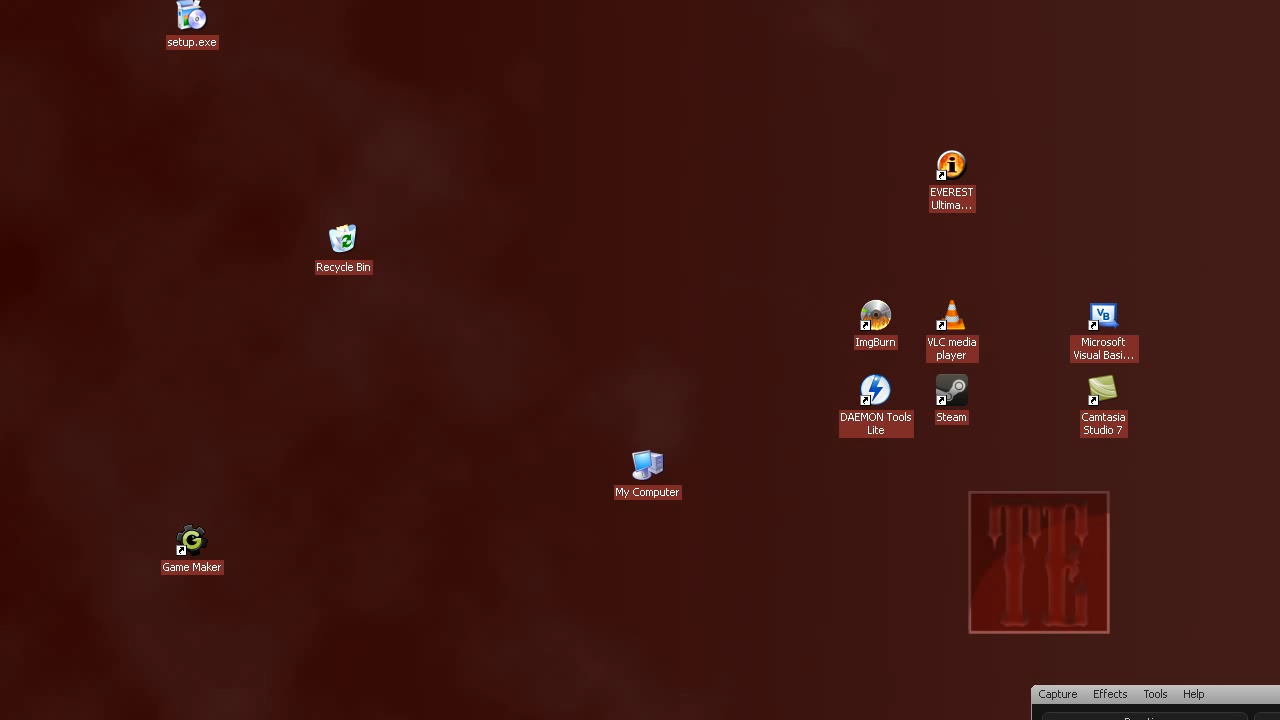 setup.exe
EVEREST
Ultima...
Recycle Bin
ImgBurn
VLC media
player
Microsoft
Visual Basi...
DAEMON Tools
Lite
Steam
Camtasia
Studio 7
My Computer
TE
Game Maker
Capture Effects Tools Help